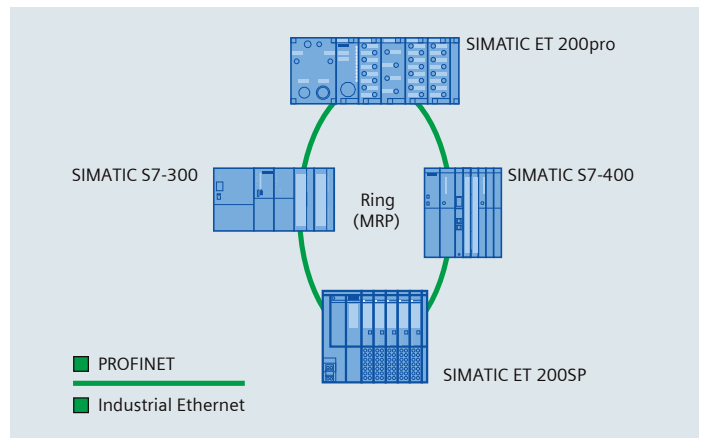 SIMATIC ET 200pro
SIMATIC S7-300
SIMATIC S7-400
Ring
(MRP)
PROFINET
SIMATIC ET 200SP
Industrial Ethernet